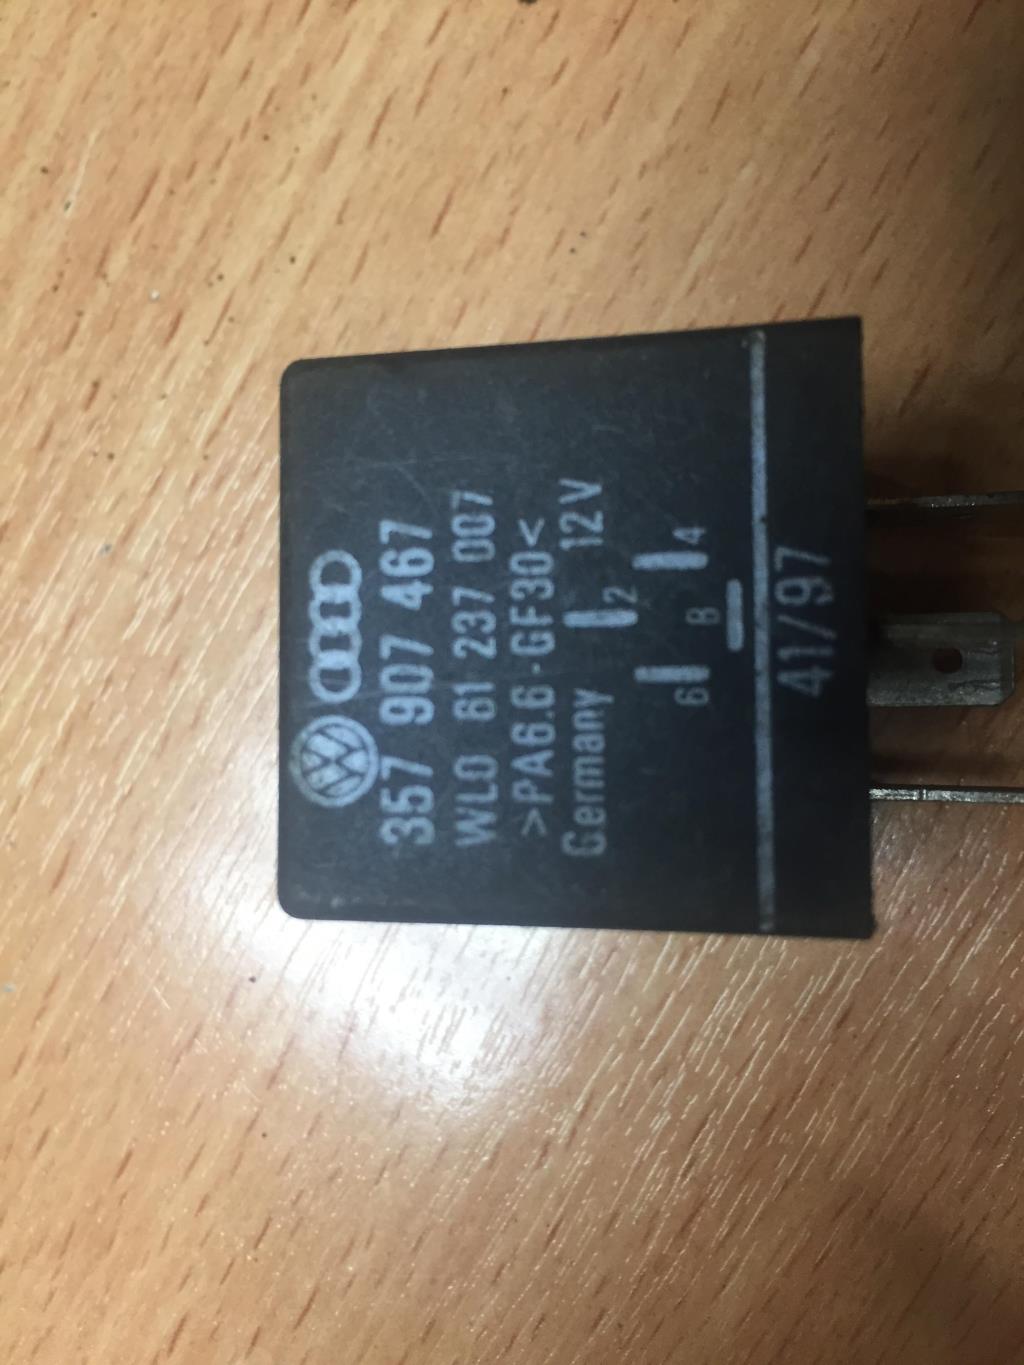 357 907 467
WLO 61 237 007
>PA6.6-GF30<
Germany 12V
2
6 8 4
41/97